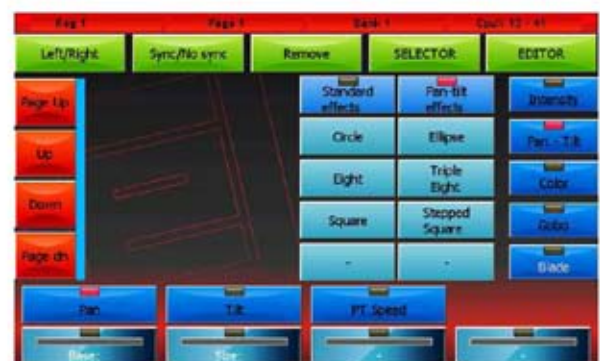 Page 1
Bank 1
Left/Right
Sync/No sync
Remove
SELECTOR
EDITOR
Page Up
Up
Down
Page dn
Standard
effects
Pan-tilt
effects
Circle
Ellipse
Eight
Triple
Eight
Square
Stepped
Square
-
-
Intensity
Pan - Tilt
Color
Gobo
Blade
Pan
Tilt
PT Speed
Base:
Size:
-
-